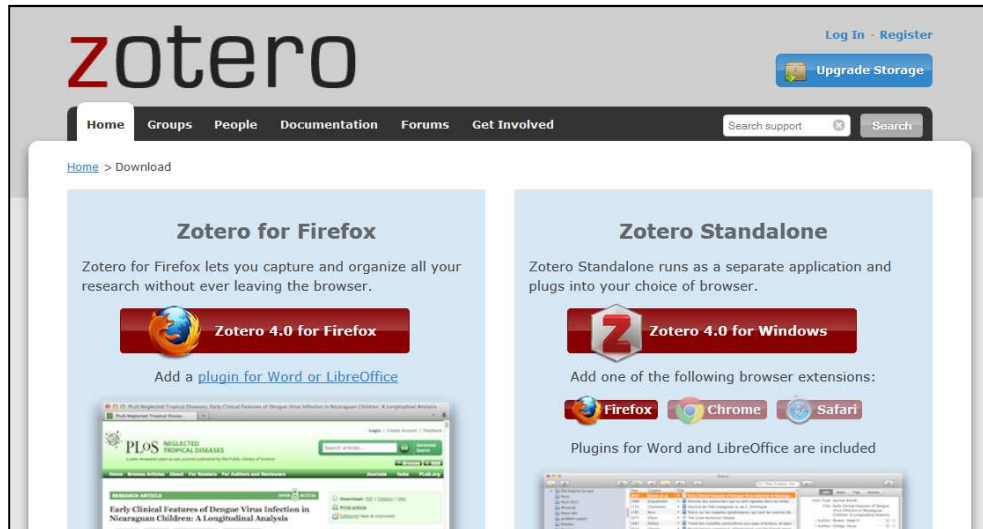 zotero
Log In - Register
Upgrade Storage
Home Groups People Documentation Forums Get Involved
Search support
Search
Home > Download
Zotero for Firefox
Zotero for Firefox lets you capture and organize all your
research without ever leaving the browser.
Zotero 4.0 for Firefox
Add a plugin for Word or LibreOffice
PLoS NEGLECTED
TROPICAL DISEASES
RESEARCH ARTICLE
OPEN ACCESS
Early Clinical Features of Dengue Virus Infection in
Nicaraguan Children: A Longitudinal Analysis
Zotero Standalone
Zotero Standalone runs as a separate application and
plugs into your choice of browser.
Zotero 4.0 for Windows
Add one of the following browser extensions:
Firefox Chrome Safari
Plugins for Word and LibreOffice are included